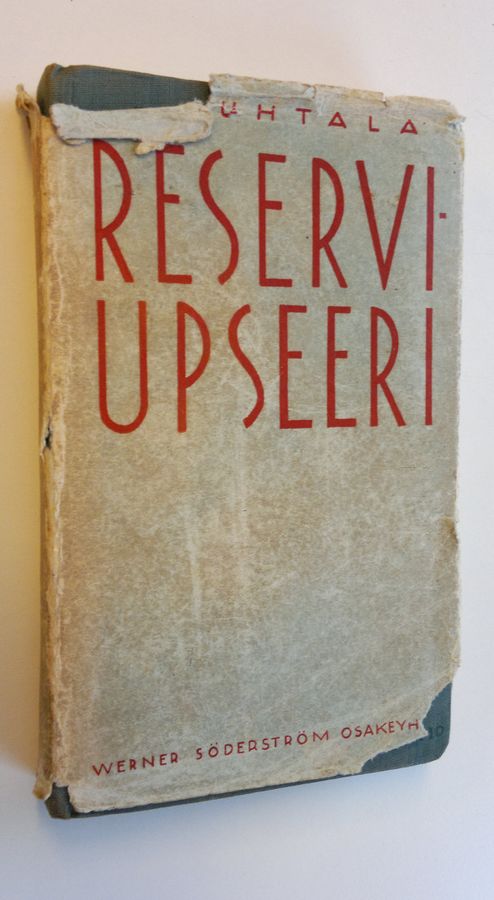 UHTALA
RESERVI-
UPSEERI
WERNER SÖDERSTRÖM OSAKEYH